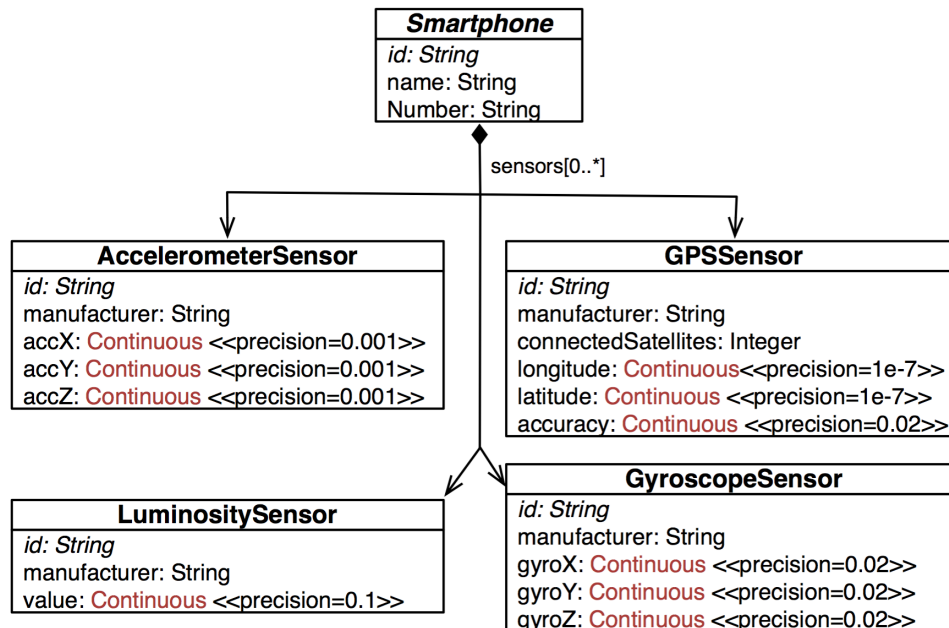 Smartphone
id: String
name: String
Number: String
sensors[0..*]
AccelerometerSensor
id: String
manufacturer: String
accX: Continuous <<precision=0.001>>
accY: Continuous <<precision=0.001>>
accZ: Continuous <<precision=0.001>>
GPSSensor
id: String
manufacturer: String
connectedSatellites: Integer
longitude: Continuous<<precision=1e-7>>
latitude: Continuous <<precision=1e-7>>
accuracy: Continuous <<precision=0.02>>
LuminositySensor
id: String
manufacturer: String
value: Continuous <<precision=0.1>>
GyroscopeSensor
id: String
manufacturer: String
gyroX: Continuous <<precision=0.02>>
gyroY: Continuous <<precision=0.02>>
gyroZ: Continuous <<precision=0.02>>